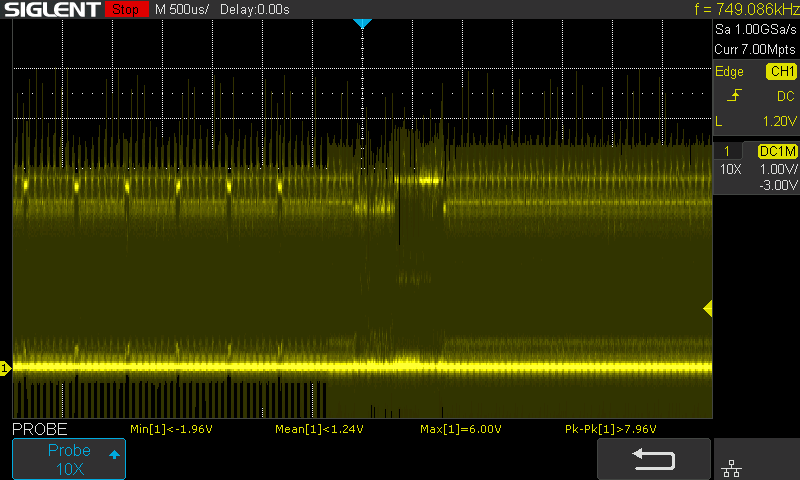 SIGLENT Stop M 500us/ Delay:0.00s f = 749.086kHz
Sa 1.00GSa/s
Curr 7.00Mpts
Edge CH1
DC
L 1.20V
1 DC1M
10X 1.00V/
-3.00V
1
PROBE Min[1]<-1.96V Mean[1]<1.24V Max[1]=6.00V Pk-Pk[1]>7.96V
Probe
10X